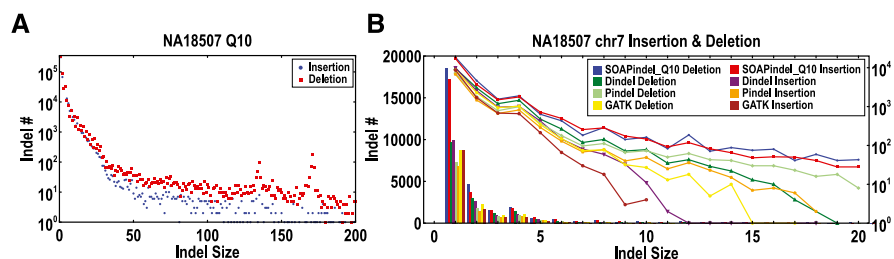 A
NA18507 Q10
Indel #
10^5
10^4
10^3
10^2
10^1
10^0
Insertion
Deletion
0 50 100 150 200
Indel Size
B
NA18507 chr7 Insertion & Deletion
Indel #
20000
15000
10000
5000
0
SOAPindel_Q10 Deletion
SOAPindel_Q10 Insertion
Dindel Deletion
Dindel Insertion
Pindel Deletion
Pindel Insertion
GATK Deletion
GATK Insertion
10^4
10^3
10^2
10^1
10^0
0 5 10 15 20
Indel Size